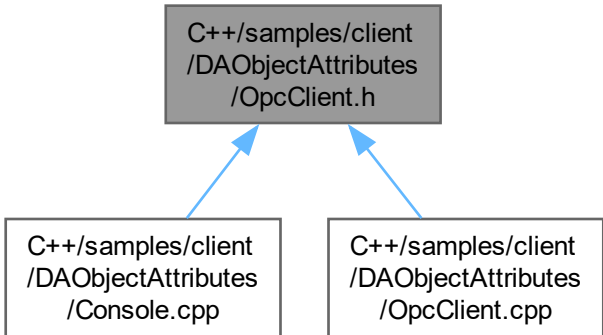 C++/samples/client
/DAObjectAttributes
/OpcClient.h
C++/samples/client
/DAObjectAttributes
/Console.cpp
C++/samples/client
/DAObjectAttributes
/OpcClient.cpp